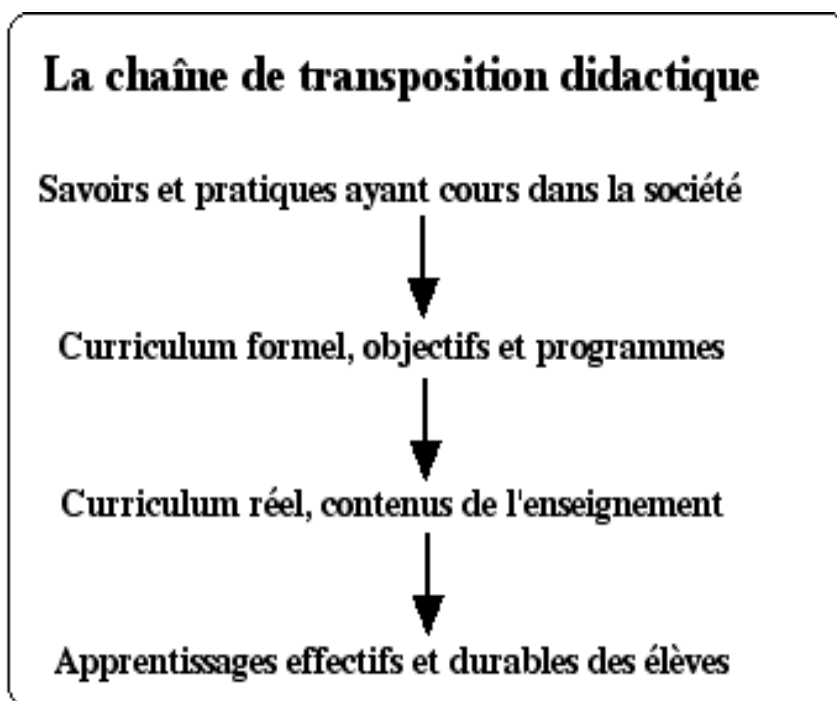 La chaîne de transposition didactique
Savoirs et pratiques ayant cours dans la société
Curriculum formel, objectifs et programmes
Curriculum réel, contenus de l'enseignement
Apprentissages effectifs et durables des élèves